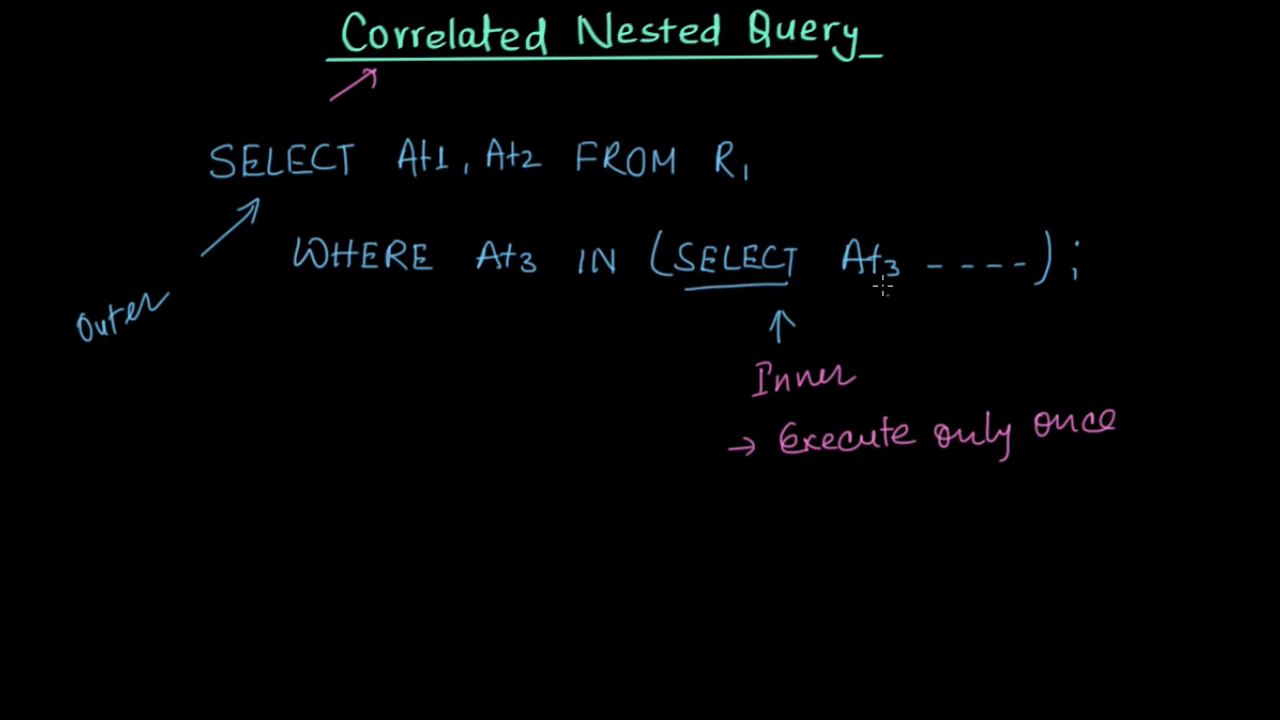 Correlated Nested Query
SELECT At1, At2 FROM R1
WHERE At3 IN (SELECT At3 ----);
Outer
Inner
→ Execute only once